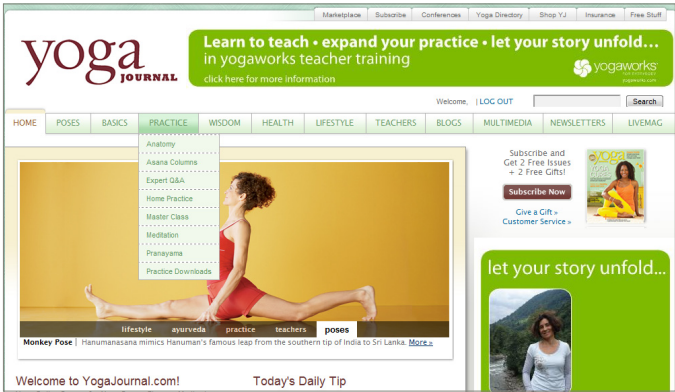 Marketplace
Subscribe
Conferences
Yoga Directory
Shop YJ
Insurance
Free Stuff
yoga
JOURNAL
Learn to teach • expand your practice • let your story unfold...
in yogaworks teacher training
click here for more information
yogaworks
yogaworks.com
Welcome, | LOG OUT
Search
HOME
POSES
BASICS
PRACTICE
WISDOM
HEALTH
LIFESTYLE
TEACHERS
BLOGS
MULTIMEDIA
NEWSLETTERS
LIVEMAG
Anatomy
Asana Columns
Expert Q&A
Home Practice
Master Class
Meditation
Pranayama
Practice Downloads
lifestyle
ayurveda
practice
teachers
poses
Monkey Pose | Hanumanasana mimics Hanuman's famous leap from the southern tip of India to Sri Lanka. More »
Subscribe and
Get 2 Free Issues
+ 2 Free Gifts!
Subscribe Now
Give a Gift »
Customer Service »
yoga
let your story unfold...
Welcome to YogaJournal.com!
Today's Daily Tip